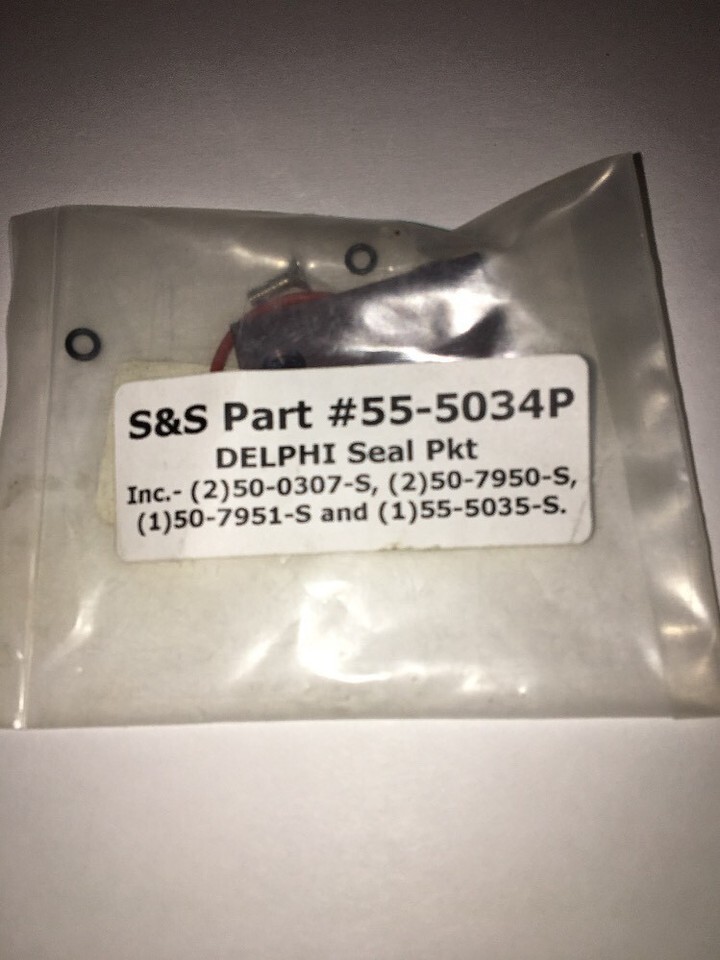 S&S Part #55-5034P
DELPHI Seal Pkt
Inc.- (2)50-0307-S, (2)50-7950-S,
(1)50-7951-S and (1)55-5035-S.